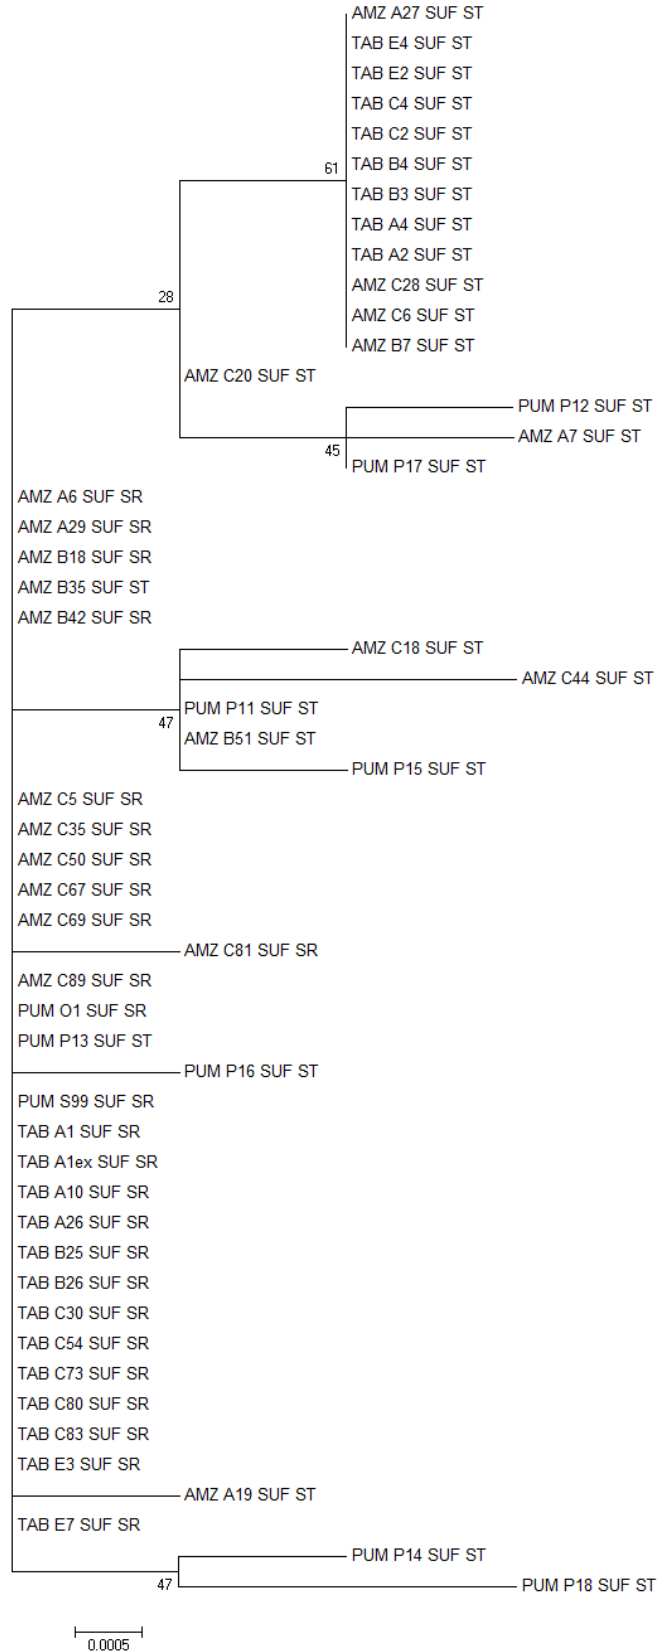 AMZ A27 SUF ST
TAB E4 SUF ST
TAB E2 SUF ST
TAB C4 SUF ST
TAB C2 SUF ST
TAB B4 SUF ST
61
TAB B3 SUF ST
TAB A4 SUF ST
TAB A2 SUF ST
AMZ C28 SUF ST
28
AMZ C6 SUF ST
AMZ B7 SUF ST
AMZ C20 SUF ST
PUM P12 SUF ST
AMZ A7 SUF ST
45
PUM P17 SUF ST
AMZ A6 SUF SR
AMZ A29 SUF SR
AMZ B18 SUF SR
AMZ B35 SUF ST
AMZ B42 SUF SR
AMZ C18 SUF ST
AMZ C44 SUF ST
PUM P11 SUF ST
47
AMZ B51 SUF ST
PUM P15 SUF ST
AMZ C5 SUF SR
AMZ C35 SUF SR
AMZ C50 SUF SR
AMZ C67 SUF SR
AMZ C69 SUF SR
AMZ C81 SUF SR
AMZ C89 SUF SR
PUM O1 SUF SR
PUM P13 SUF ST
PUM P16 SUF ST
PUM S99 SUF SR
TAB A1 SUF SR
TAB A1ex SUF SR
TAB A10 SUF SR
TAB A26 SUF SR
TAB B25 SUF SR
TAB B26 SUF SR
TAB C30 SUF SR
TAB C54 SUF SR
TAB C73 SUF SR
TAB C80 SUF SR
TAB C83 SUF SR
TAB E3 SUF SR
AMZ A19 SUF ST
TAB E7 SUF SR
PUM P14 SUF ST
47
PUM P18 SUF ST
0.0005